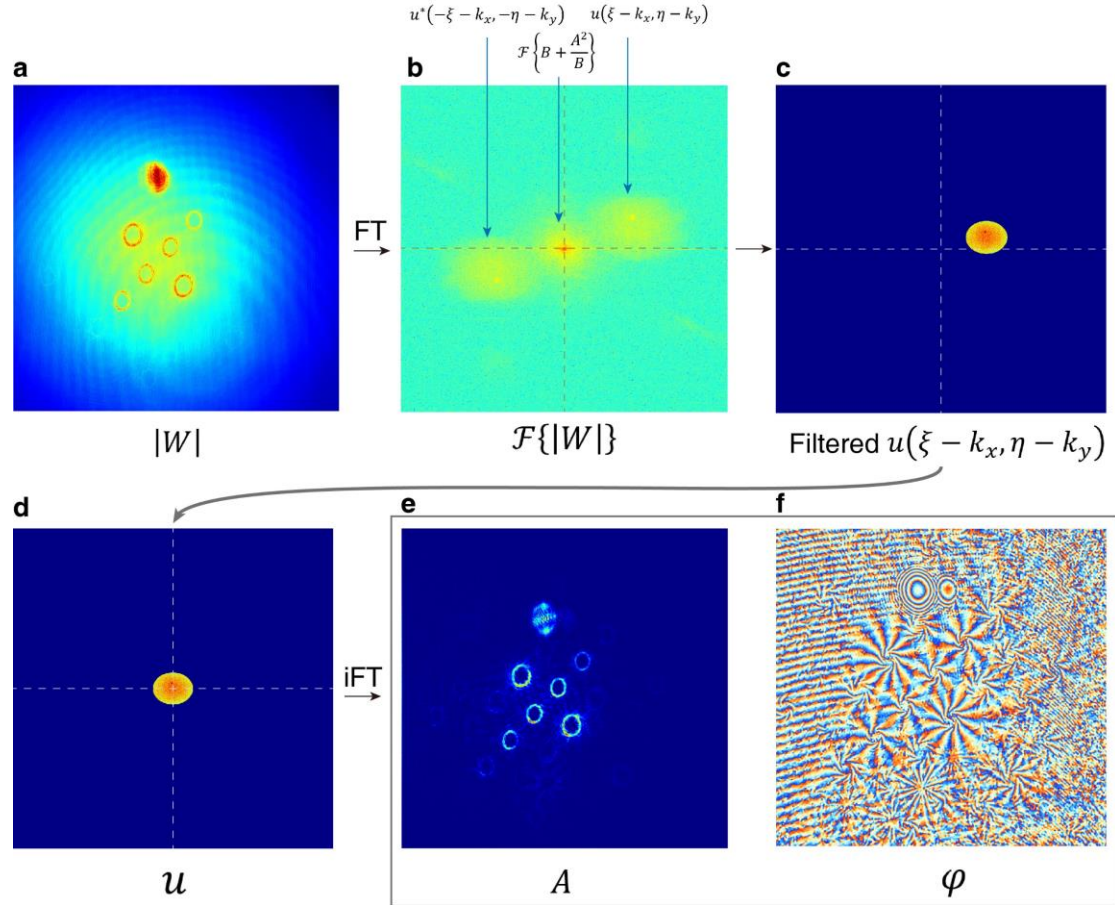 u*(−ξ − kx, −η − ky)
u(ξ − kx, η − ky)
ℱ{B + A²/B}
a
b
c
FT
|W|
ℱ{|W|}
Filtered u(ξ − kx, η − ky)
d
e
f
iFT
u
A
φ